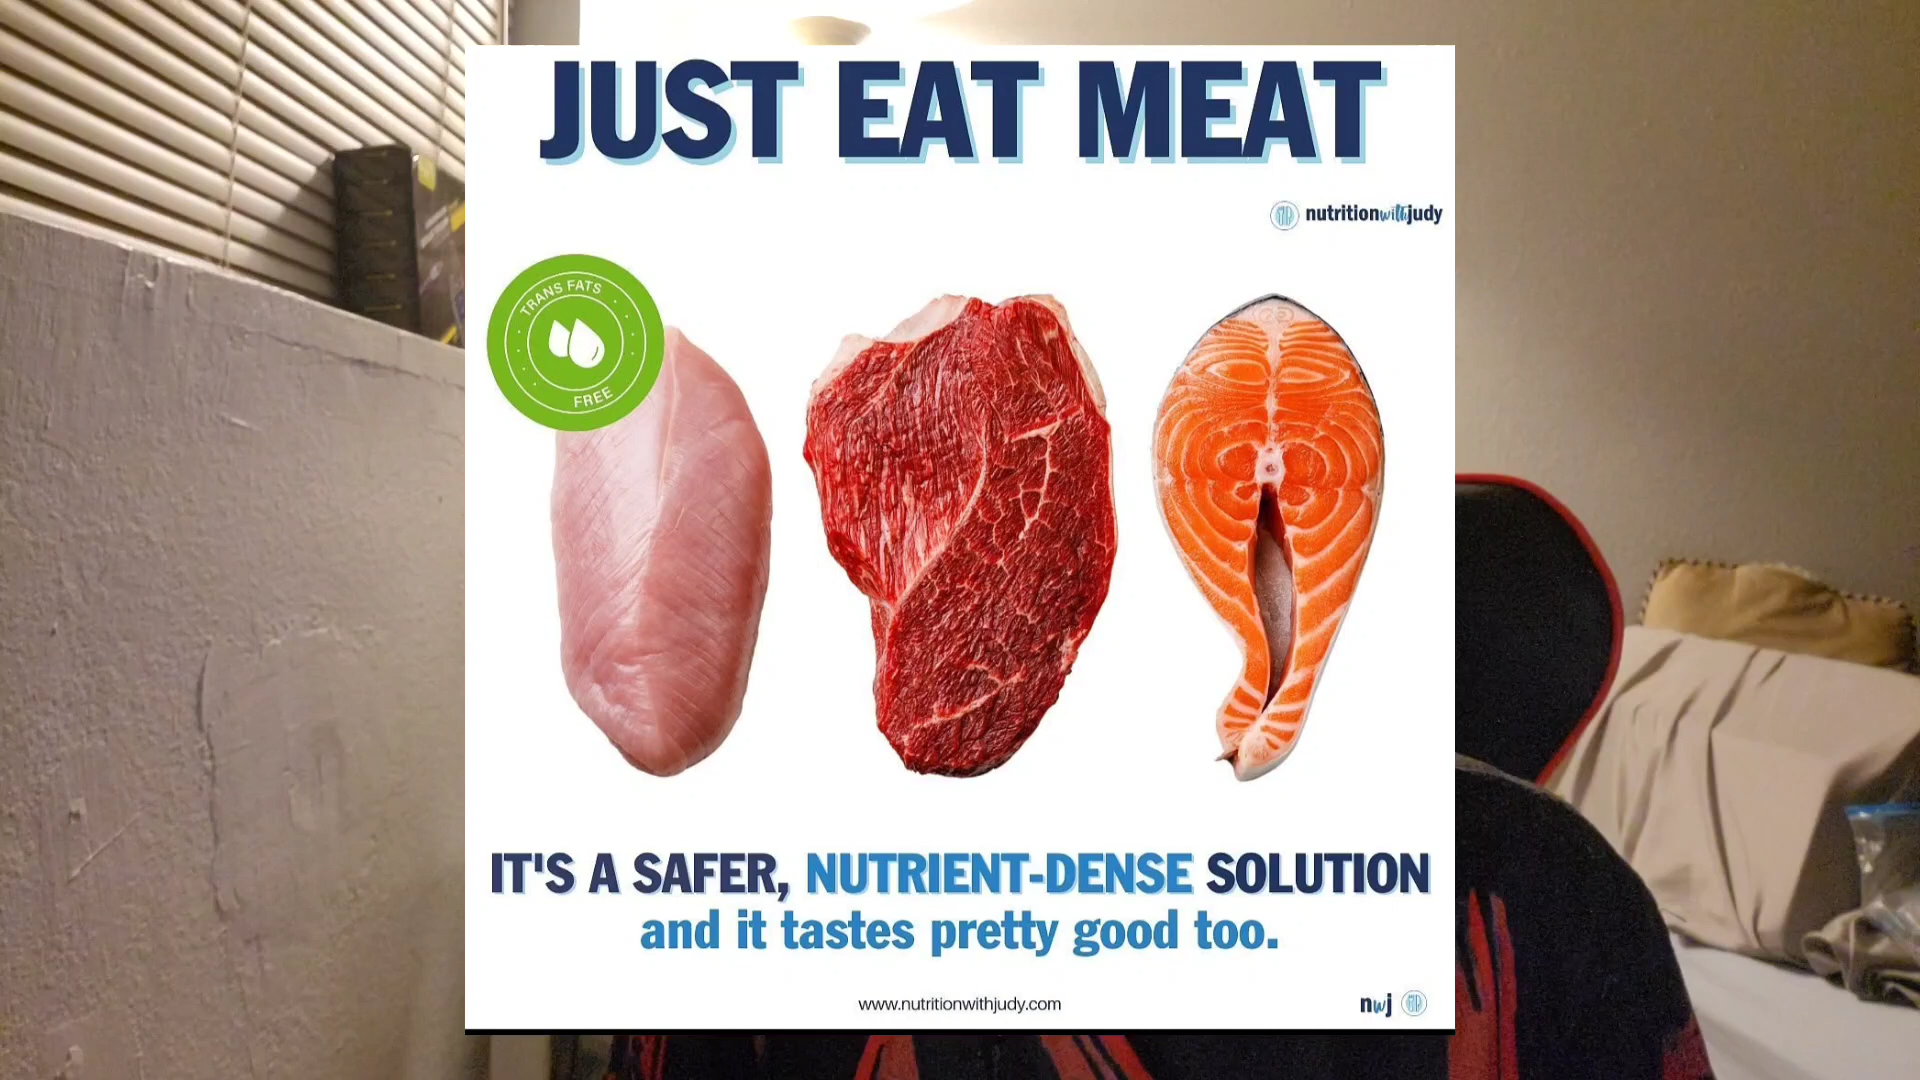 JUST EAT MEAT
nutritionwithjudy
TRANS FATS
FREE
IT'S A SAFER, NUTRIENT-DENSE SOLUTION
and it tastes pretty good too.
www.nutritionwithjudy.com
nwj